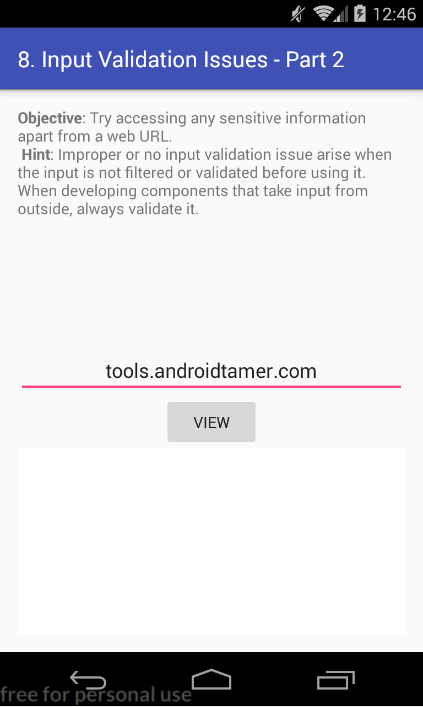 12:46
8. Input Validation Issues - Part 2
Objective: Try accessing any sensitive information
apart from a web URL.
Hint: Improper or no input validation issue arise when
the input is not filtered or validated before using it.
When developing components that take input from
outside, always validate it.
tools.androidtamer.com
VIEW
free for personal use